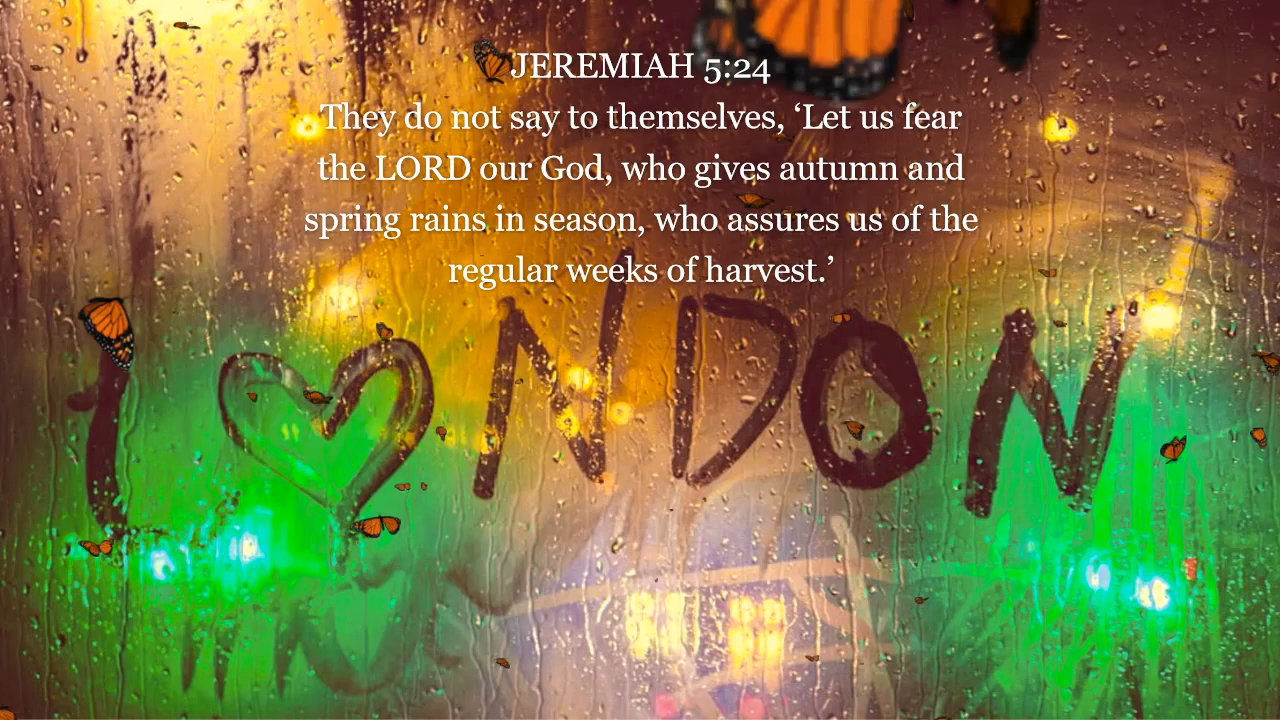 JEREMIAH 5:24
They do not say to themselves, ‘Let us fear
the LORD our God, who gives autumn and
spring rains in season, who assures us of the
regular weeks of harvest.’
I ♡NDON